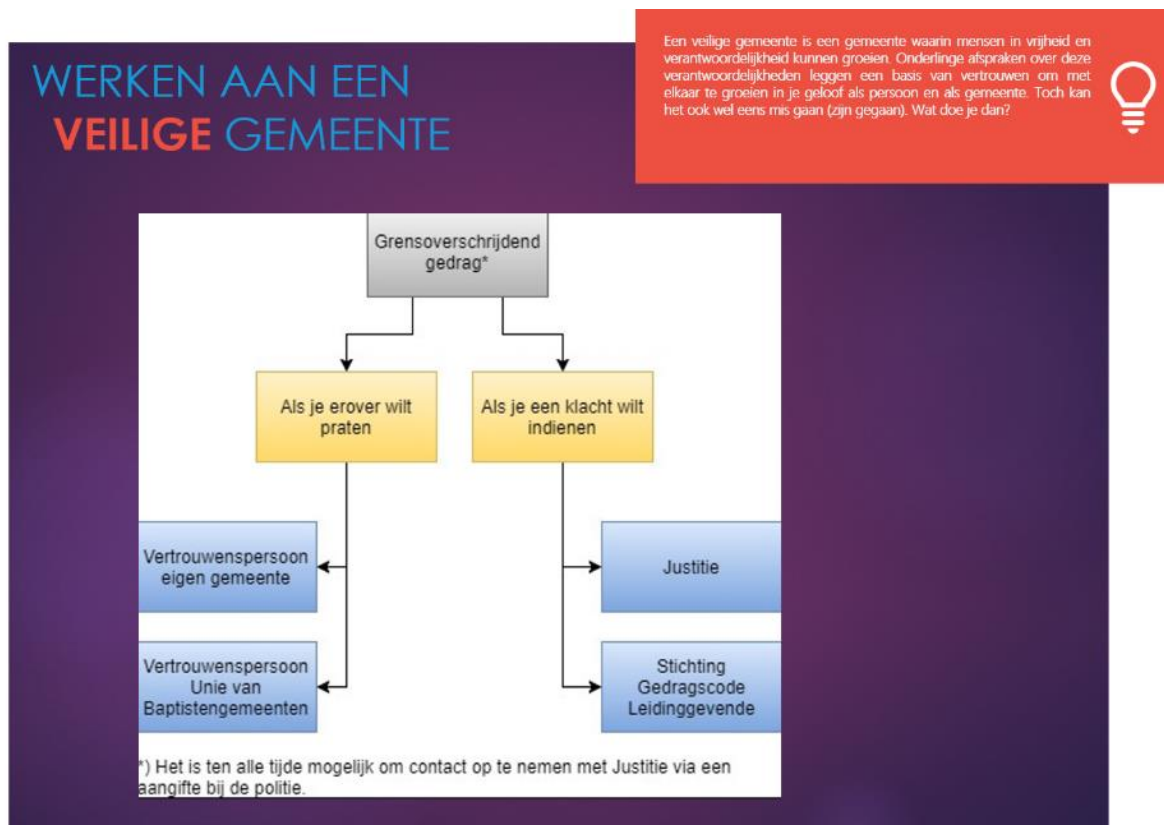 WERKEN AAN EEN
VEILIGE GEMEENTE
Een veilige gemeente is een gemeente waarin mensen in vrijheid en
verantwoordelijkheid kunnen groeien. Onderlinge afspraken over deze
verantwoordelijkheden leggen een basis van vertrouwen om met
elkaar te groeien in je geloof als persoon en als gemeente. Toch kan
het ook wel eens mis gaan (zijn gegaan). Wat doe je dan?
Grensoverschrijdend
gedrag*
Als je erover wilt
praten
Als je een klacht wilt
indienen
Vertrouwenspersoon
eigen gemeente
Justitie
Vertrouwenspersoon
Unie van
Baptistengemeenten
Stichting
Gedragscode
Leidinggevende
*) Het is ten alle tijde mogelijk om contact op te nemen met Justitie via een
aangifte bij de politie.